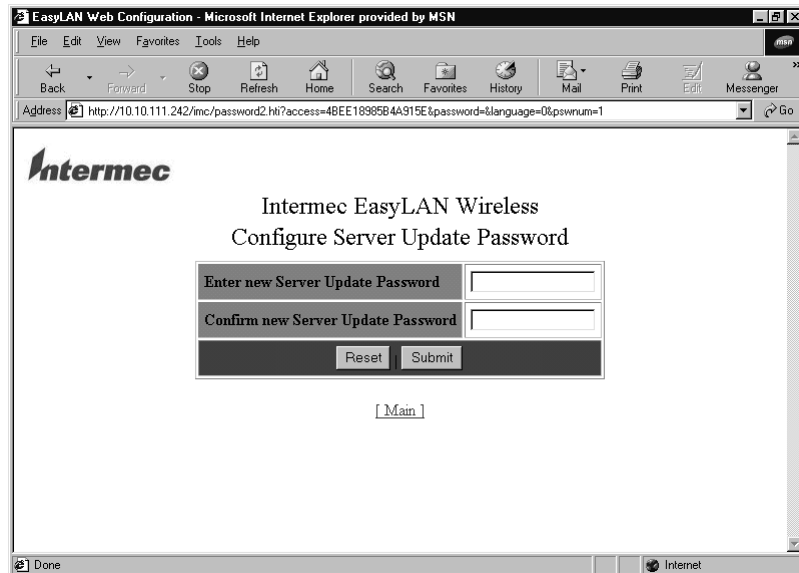 EasyLAN Web Configuration - Microsoft Internet Explorer provided by MSN
File Edit View Favorites Tools Help
msn
Back Forward Stop Refresh Home Search Favorites History Mail Print Edit Messenger
Address http://10.10.111.242/imc/password2.hti?access=4BEE18985B4A915E&password=&language=0&pswnum=1 Go
Intermec
Intermec EasyLAN Wireless
Configure Server Update Password
Enter new Server Update Password
Confirm new Server Update Password
Reset | Submit
[ Main ]
Done Internet